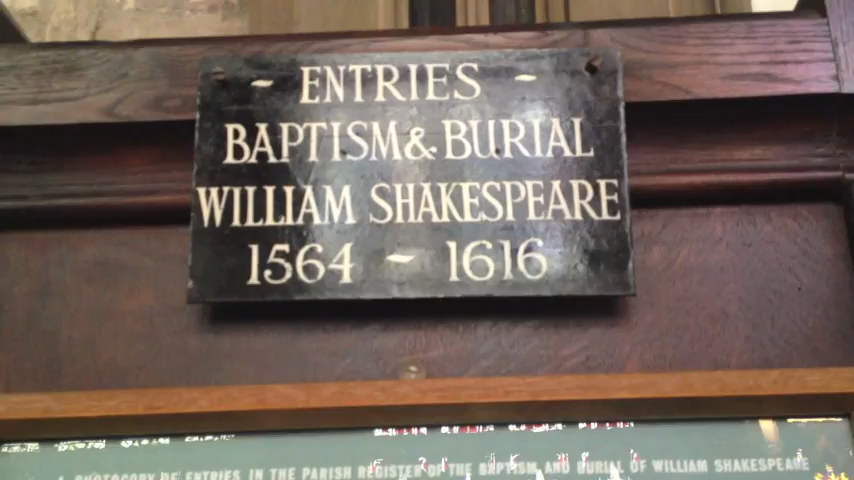 - ENTRIES -
BAPTISM & BURIAL
WILLIAM SHAKESPEARE
1564 - 1616
A PHOTOCOPY OF ENTRIES IN THE PARISH REGISTER OF THE BAPTISM AND BURIAL OF WILLIAM SHAKESPEARE